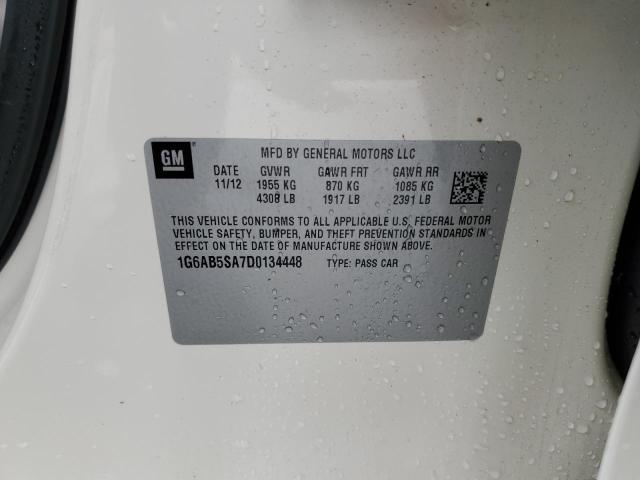 GM
MFD BY GENERAL MOTORS LLC
DATE GVWR GAWR FRT GAWR RR
11/12 1955 KG 870 KG 1085 KG
4308 LB 1917 LB 2391 LB
THIS VEHICLE CONFORMS TO ALL APPLICABLE U.S. FEDERAL MOTOR
VEHICLE SAFETY, BUMPER, AND THEFT PREVENTION STANDARDS IN
EFFECT ON THE DATE OF MANUFACTURE SHOWN ABOVE.
1G6AB5SA7D0134448 TYPE: PASS CAR